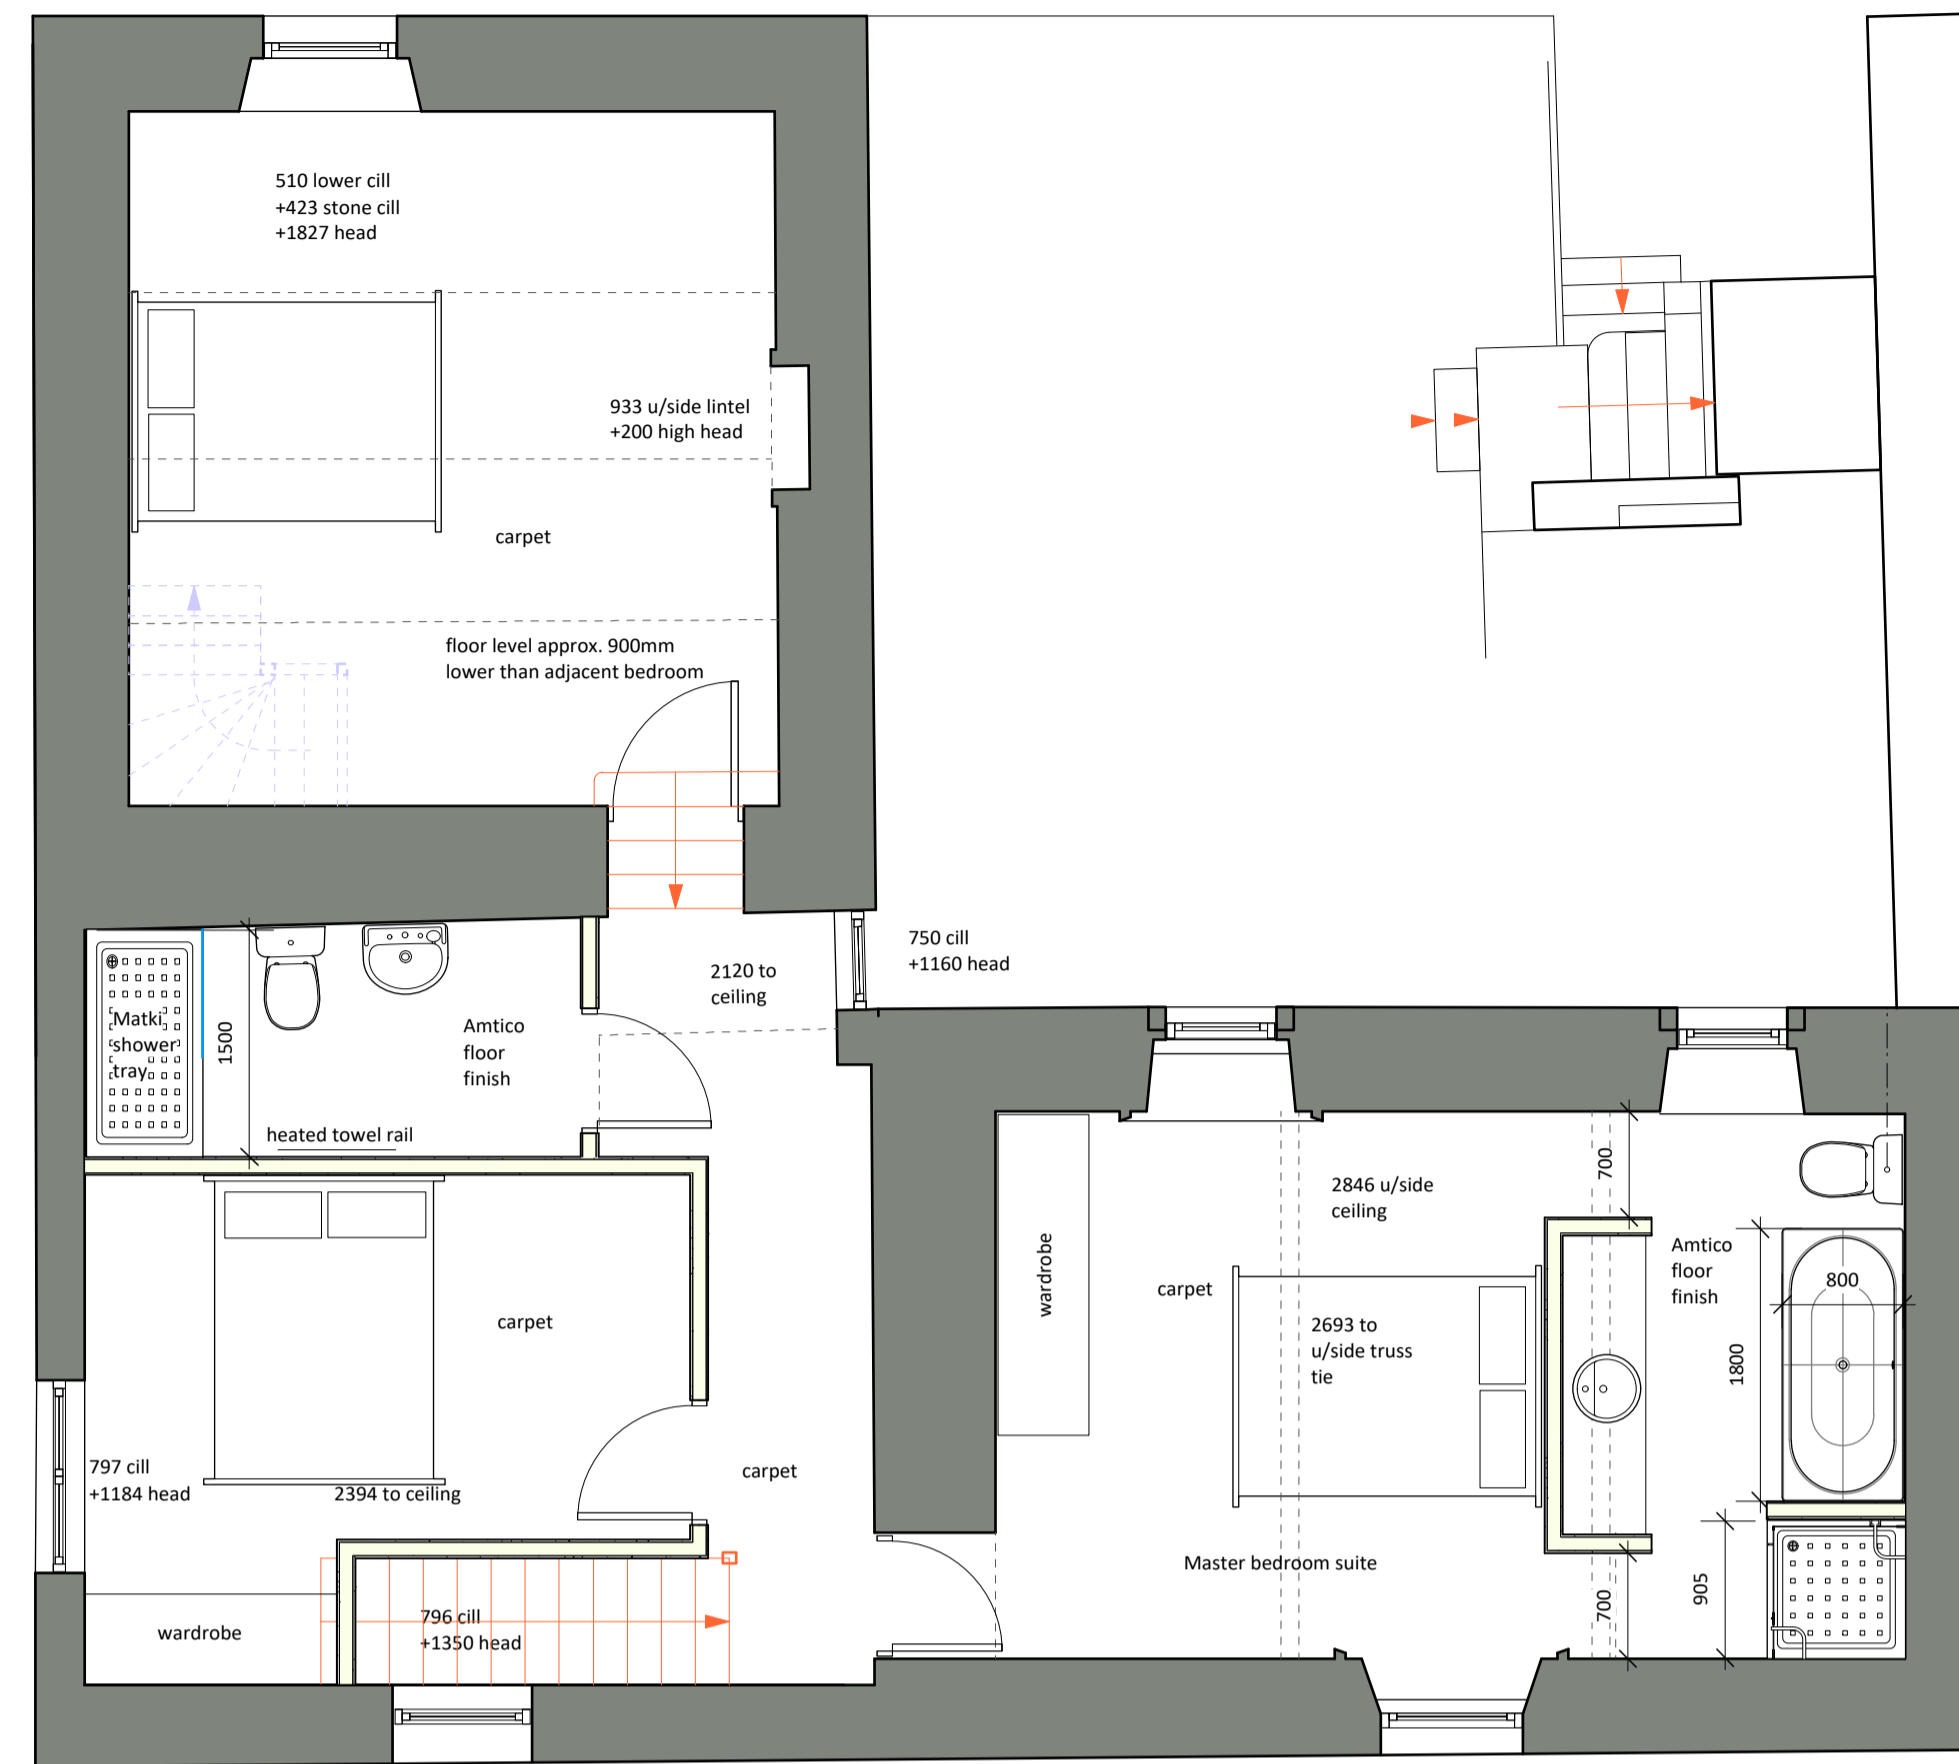 510 lower cill
+423 stone cill
+1827 head
933 u/side lintel
+200 high head
carpet
floor level approx. 900mm
lower than adjacent bedroom
750 cill
+1160 head
2120 to
ceiling
Matki
shower
tray
1500
Amtico
floor
finish
heated towel rail
carpet
797 cill
+1184 head
2394 to ceiling
carpet
wardrobe
796 cill
+1350 head
wardrobe
carpet
2846 u/side
ceiling
700
2693 to
u/side truss
tie
Amtico
floor
finish
800
1800
Master bedroom suite
700
905